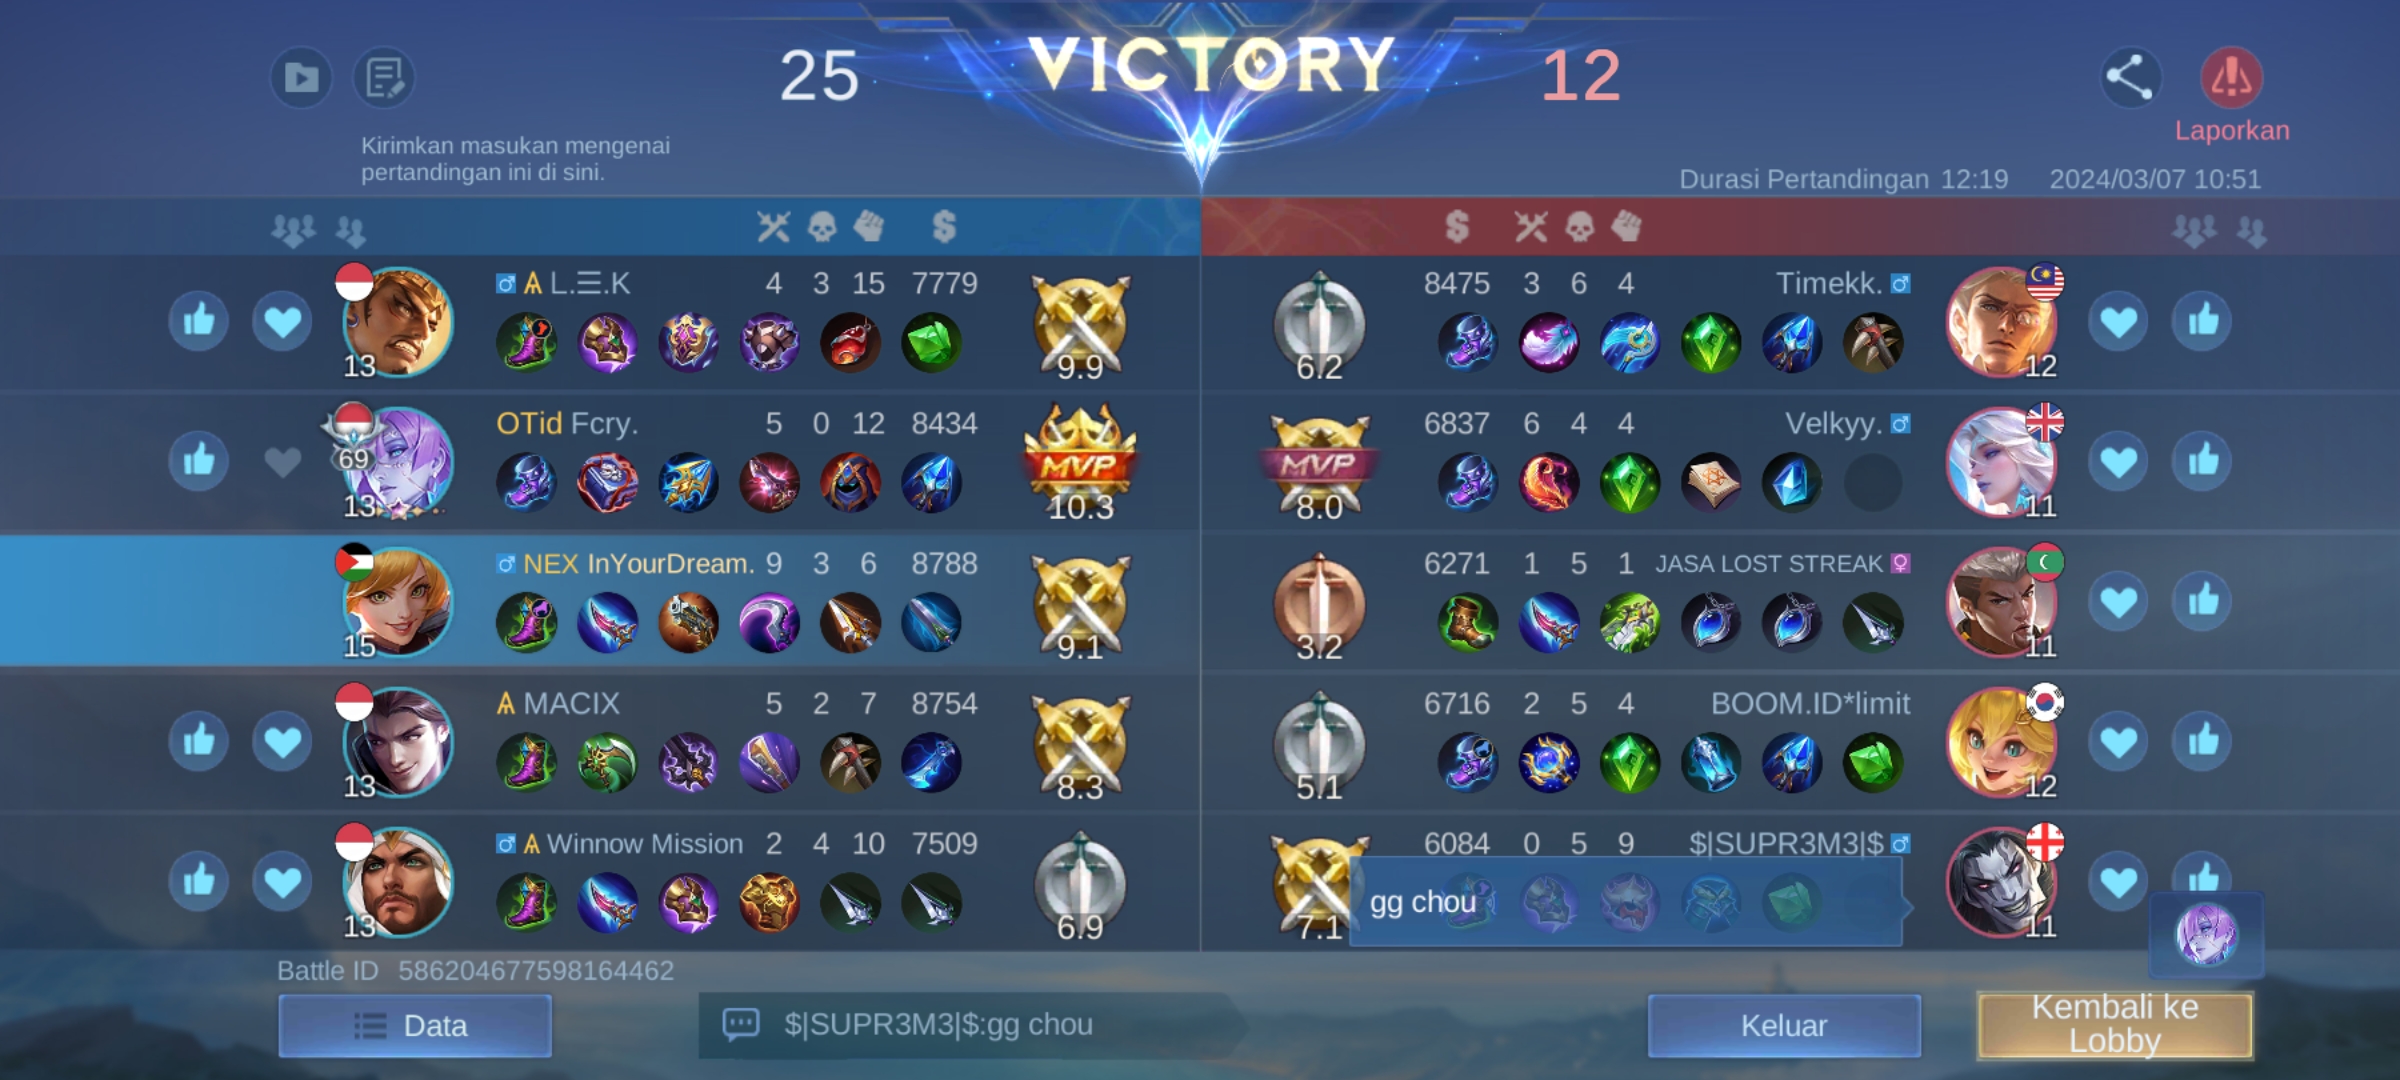 25 VICTORY 12
Laporkan
Kirimkan masukan mengenai
pertandingan ini di sini.
Durasi Pertandingan 12:19 2024/03/07 10:51
L.三.K 4 3 15 7779
13 9.9
8475 3 6 4 Timekk.
6.2 12
OTid Fcry. 5 0 12 8434
69
MVP
13 10.3
6837 6 4 4 Velkyy.
MVP
8.0 11
NEX InYourDream. 9 3 6 8788
15 9.1
6271 1 5 1 JASA LOST STREAK
3.2 11
MACIX 5 2 7 8754
13 8.3
6716 2 5 4 BOOM.ID*limit
5.1 12
Winnow Mission 2 4 10 7509
13 6.9
6084 0 5 9 $|SUPR3M3|$
gg chou
7.1 11
Battle ID 586204677598164462
Data
$|SUPR3M3|$:gg chou
Keluar
Kembali ke
Lobby